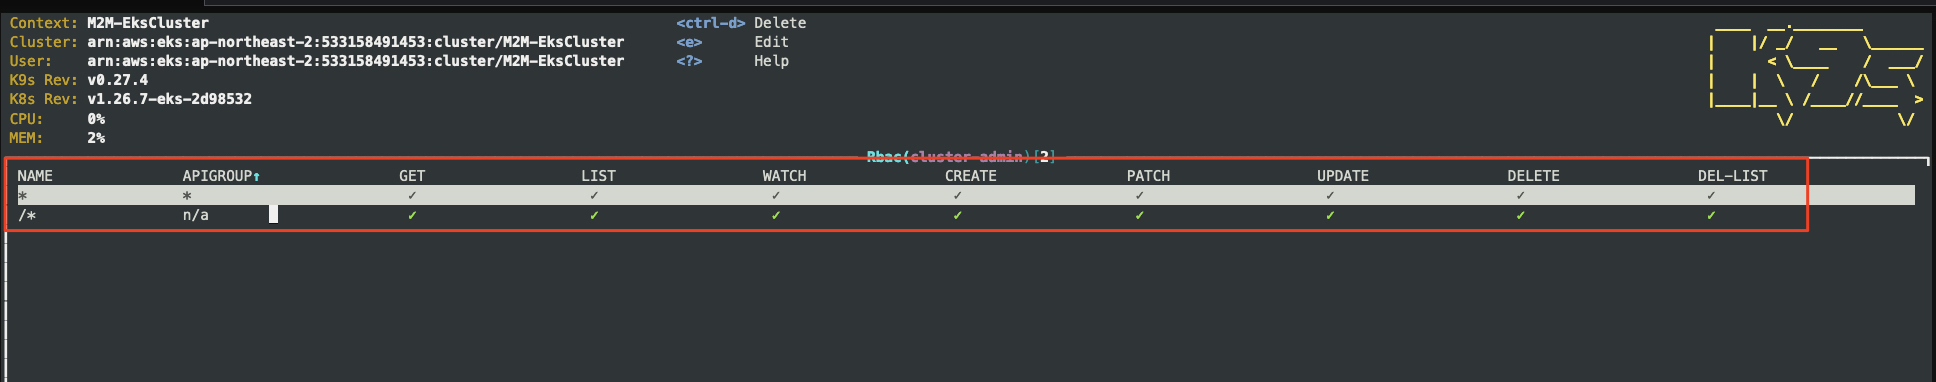 Context: M2M-EksCluster <ctrl-d> Delete
Cluster: arn:aws:eks:ap-northeast-2:533158491453:cluster/M2M-EksCluster <e> Edit
User: arn:aws:eks:ap-northeast-2:533158491453:cluster/M2M-EksCluster <?> Help
K9s Rev: v0.27.4
K8s Rev: v1.26.7-eks-2d98532
CPU: 0%
MEM: 2%
Rbac(cluster-admin)[2]
NAME APIGROUP↑ GET LIST WATCH CREATE PATCH UPDATE DELETE DEL-LIST
* * ✓ ✓ ✓ ✓ ✓ ✓ ✓ ✓
/* n/a ✓ ✓ ✓ ✓ ✓ ✓ ✓ ✓